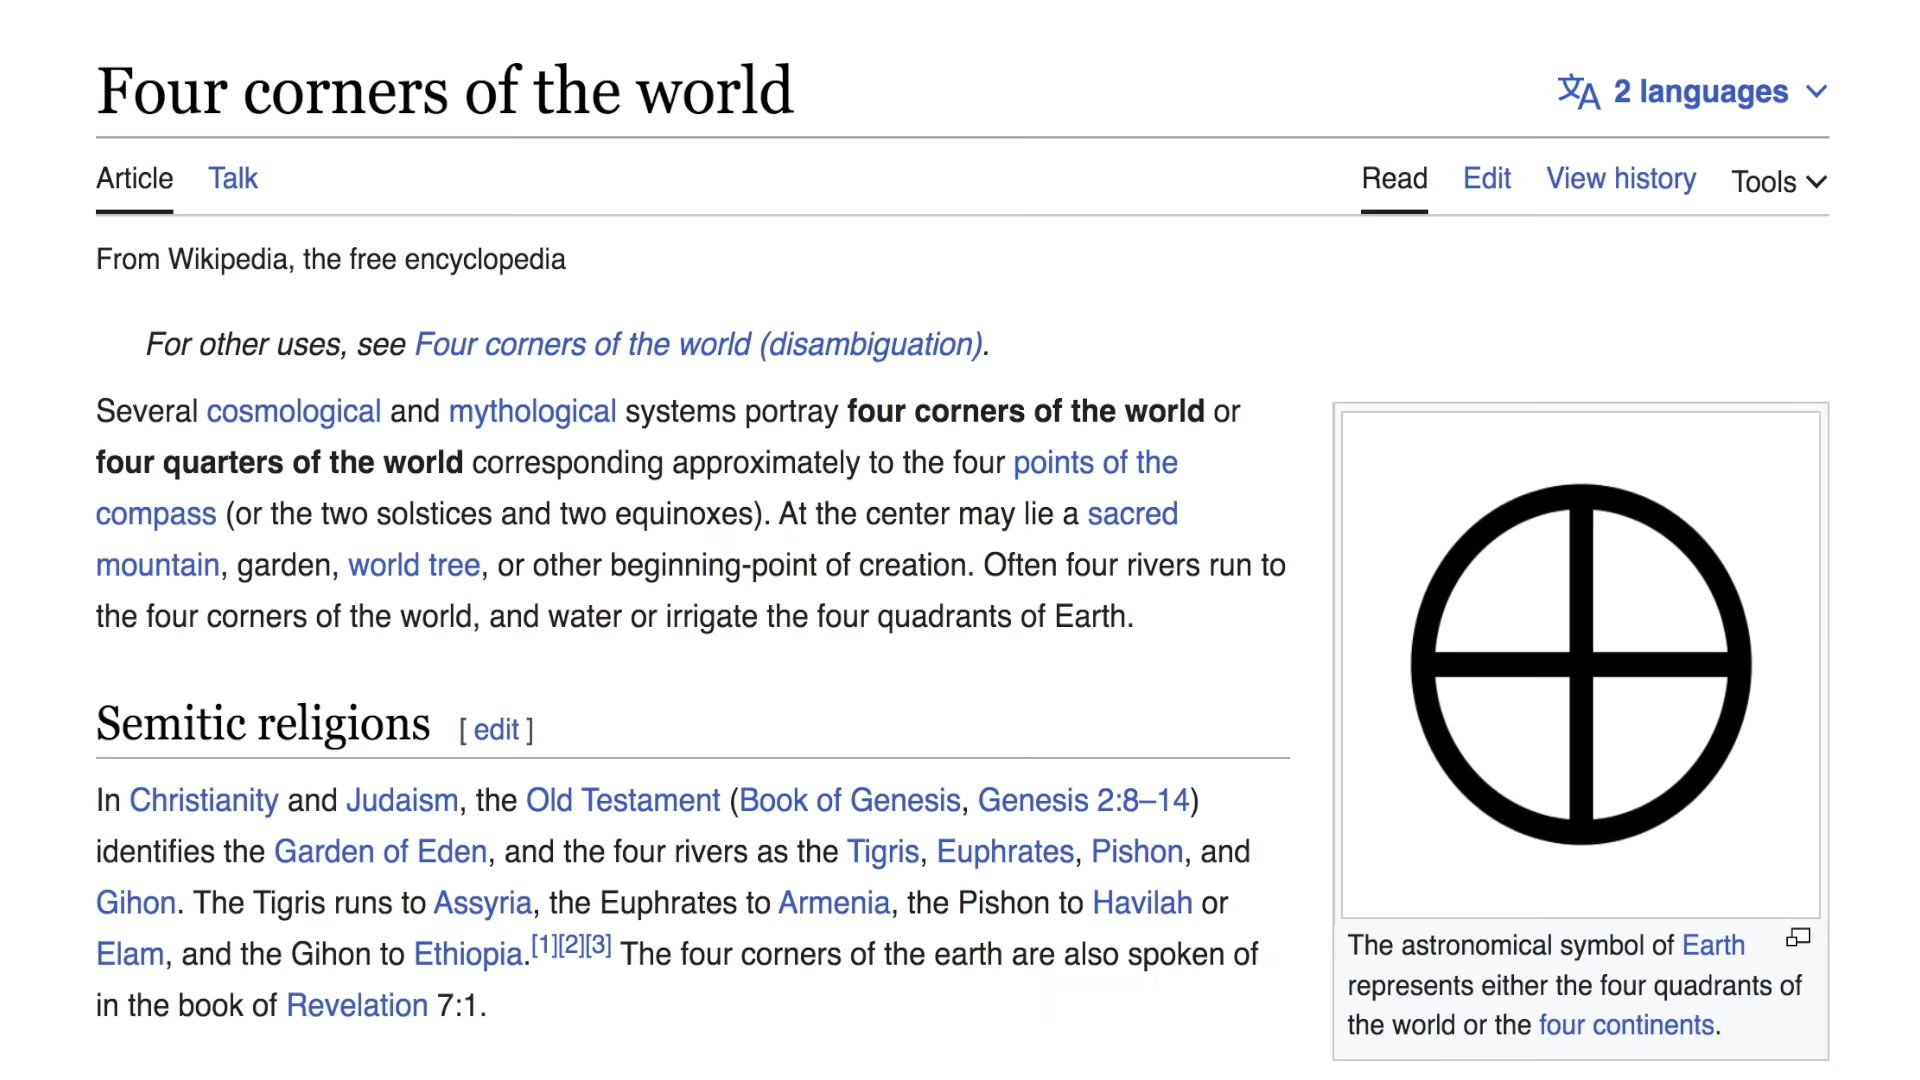 Four corners of the world
2 languages
Article Talk Read Edit View history Tools
From Wikipedia, the free encyclopedia
For other uses, see Four corners of the world (disambiguation).
Several cosmological and mythological systems portray four corners of the world or
four quarters of the world corresponding approximately to the four points of the
compass (or the two solstices and two equinoxes). At the center may lie a sacred
mountain, garden, world tree, or other beginning-point of creation. Often four rivers run to
the four corners of the world, and water or irrigate the four quadrants of Earth.
Semitic religions [ edit ]
In Christianity and Judaism, the Old Testament (Book of Genesis, Genesis 2:8–14)
identifies the Garden of Eden, and the four rivers as the Tigris, Euphrates, Pishon, and
Gihon. The Tigris runs to Assyria, the Euphrates to Armenia, the Pishon to Havilah or
Elam, and the Gihon to Ethiopia.[1][2][3] The four corners of the earth are also spoken of
in the book of Revelation 7:1.
The astronomical symbol of Earth
represents either the four quadrants of
the world or the four continents.